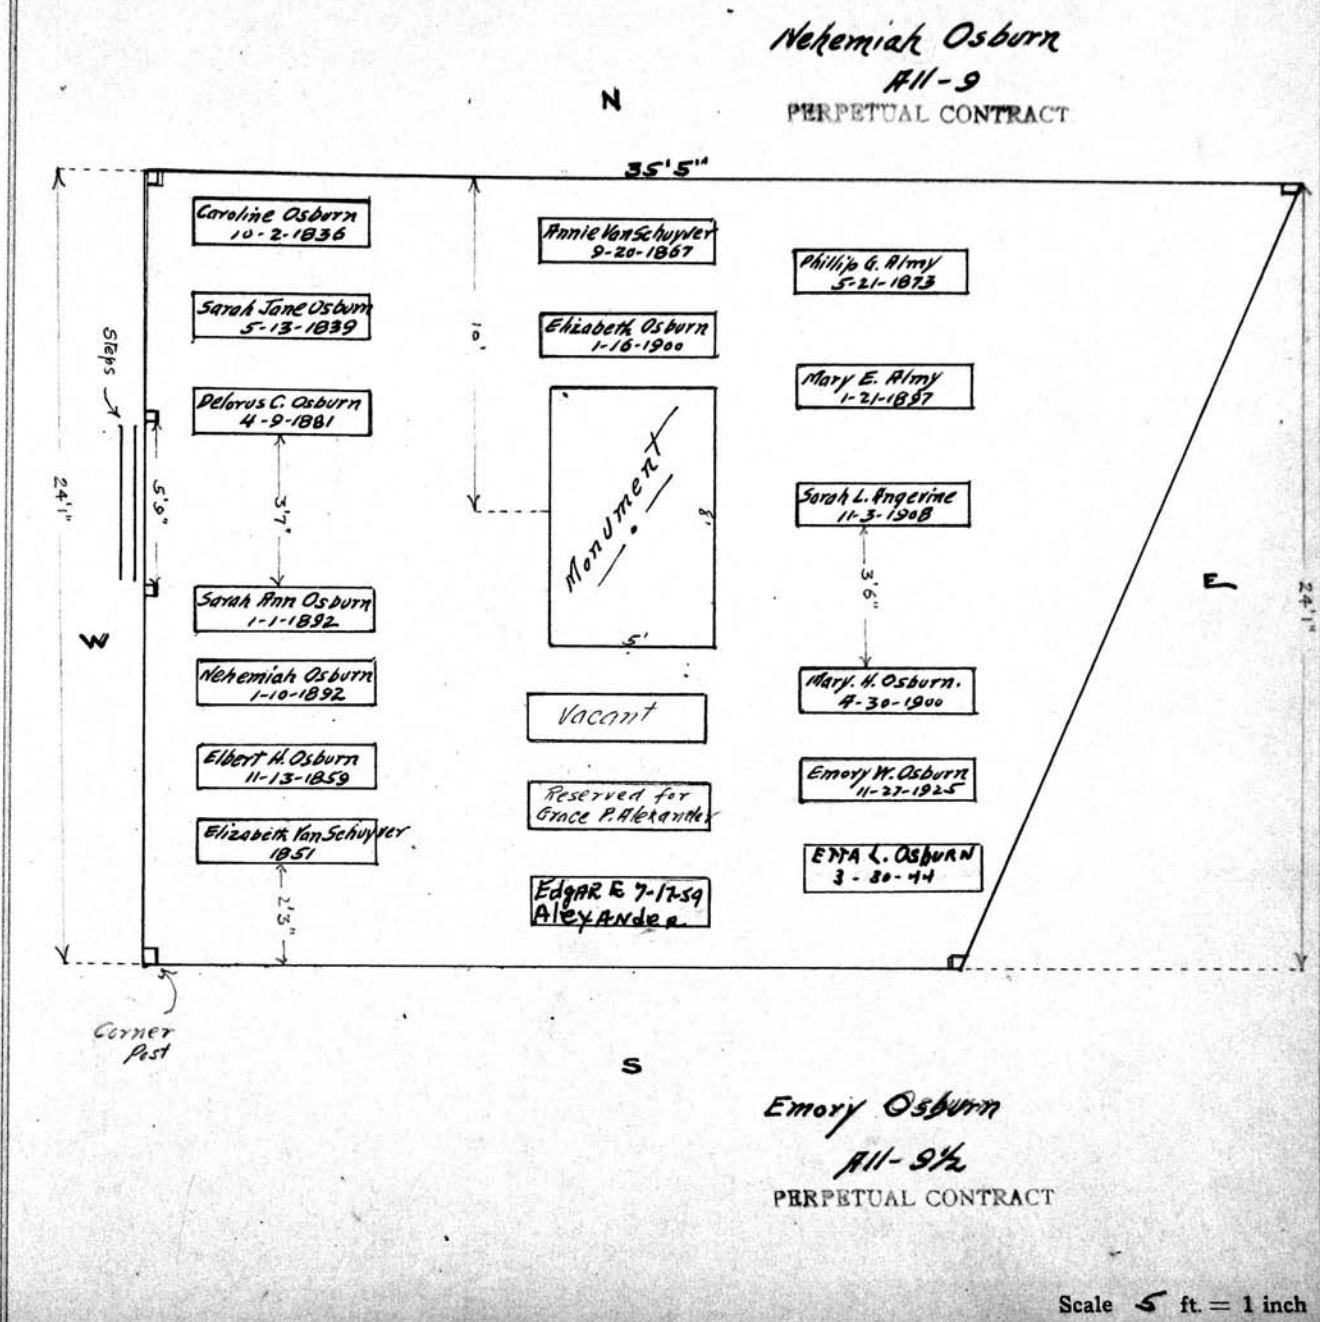 Nehemiah Osburn
All-9
PERPETUAL CONTRACT
N
35'5"
Caroline Osburn
10-2-1836
Annie VanSchuyver
9-20-1867
Phillip G. Almy
5-21-1873
Sarah Jane Osburn
5-13-1839
Elizabeth Osburn
1-16-1900
10'
Steps
Mary E. Almy
1-21-1897
Delorus C. Osburn
4-9-1881
24'1"
5'9"
3'7"
Monument
8'
5'
Sarah L. Angevine
11-3-1908
3'6"
E
24'1"
W
Sarah Ann Osburn
1-1-1892
Nehemiah Osburn
1-10-1892
Mary. H. Osburn.
4-30-1900
Vacant
Elbert H. Osburn
11-13-1859
Reserved for
Grace P. Alexander
Emory W. Osburn
11-27-1925
Elizabeth Van Schuyver
1851
ETTA L. OSBURN
3-30-44
EdgAR E 7-17-59
AlexANdeR
Corner
Post
S
Emory Osburn
All-9½
PERPETUAL CONTRACT
Scale 5 ft. = 1 inch